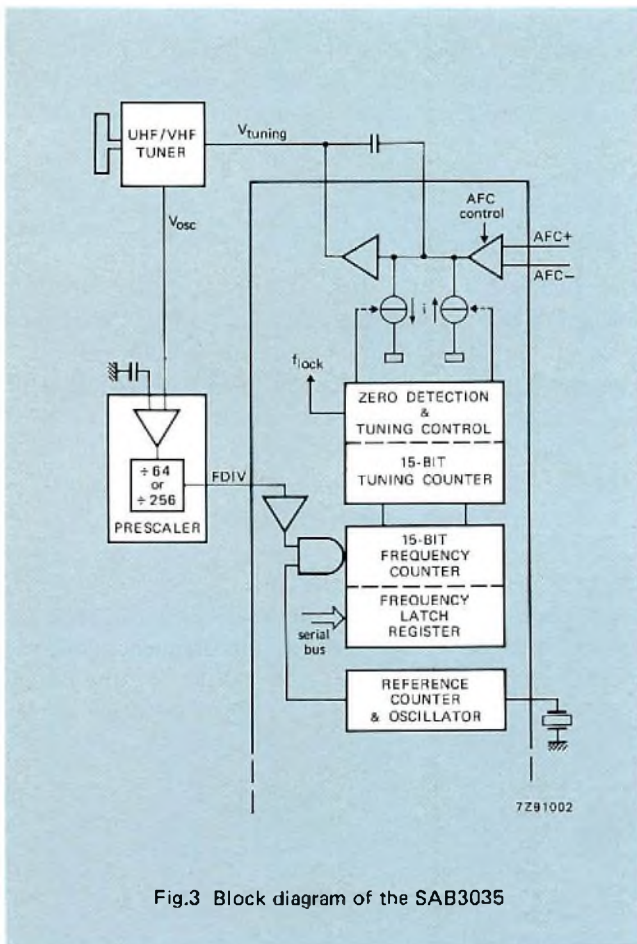 UHF/VHF
TUNER
Vtuning
Vosc
AFC
control
AFC+
AFC−
i
flock
ZERO DETECTION
&
TUNING CONTROL
15-BIT
TUNING COUNTER
÷ 64
or
÷ 256
PRESCALER
FDIV
15-BIT
FREQUENCY
COUNTER
FREQUENCY
LATCH
REGISTER
serial
bus
REFERENCE
COUNTER
& OSCILLATOR
7Z91002
Fig.3 Block diagram of the SAB3035